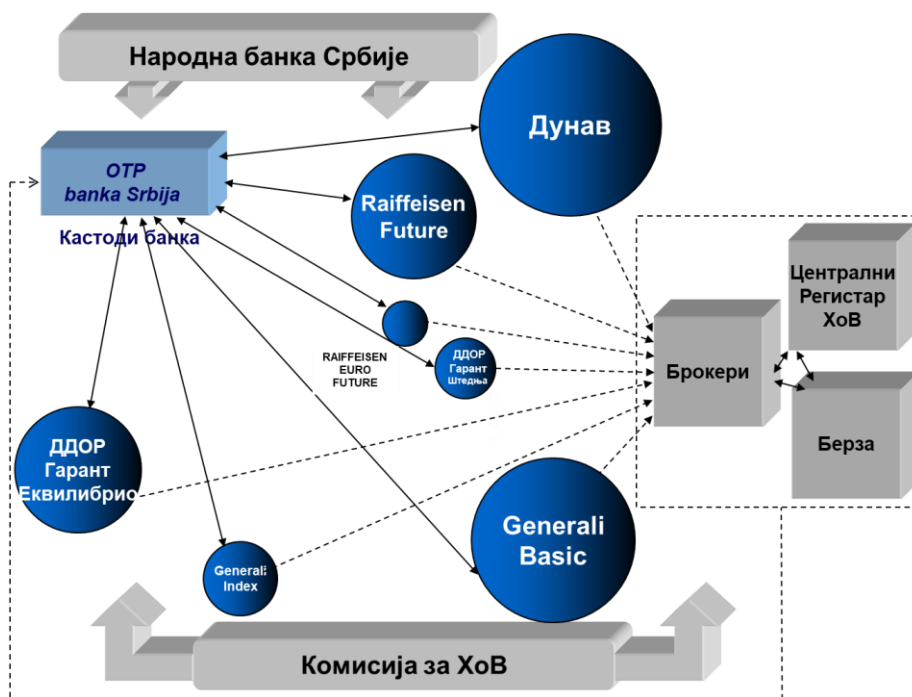 Народна банка Србије
Дунав
OTP
banka Srbija
Кастоди банка
Raiffeisen
Future
Централни
Регистар
ХоВ
RAIFFEISEN
EURO
FUTURE
ДДОР
Гарант
Штедња
Брокери
Берза
ДДОР
Гарант
Еквилибрио
Generali
Basic
Generali
Index
Комисија за ХоВ